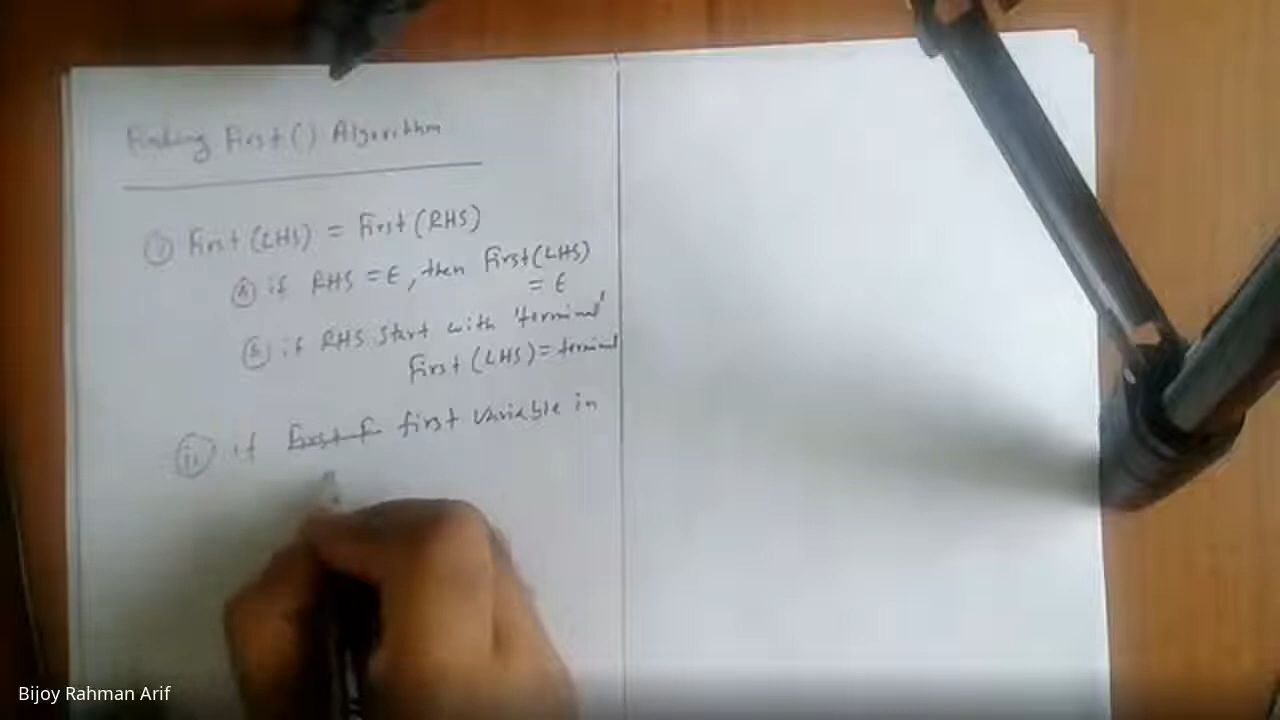 Finding First() Algorithm
(i) First (LHS) = First (RHS)
(a) if RHS = ϵ, then First(LHS)
= ϵ
(b) if RHS start with 'terminal'
First (LHS) = terminal
(ii) if First F first variable in
Bijoy Rahman Arif